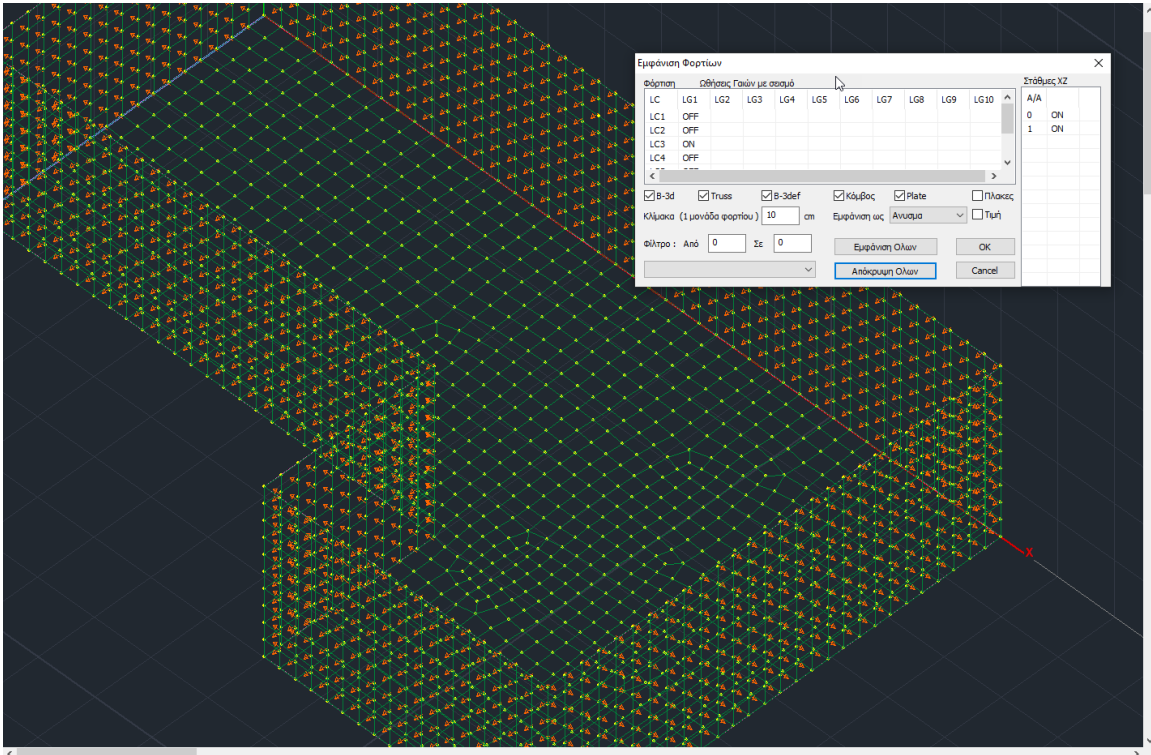 Εμφάνιση Φορτίων
Φόρτιση Ωθήσεις Γαιών με σεισμό
Στάθμες XZ
LC LG1 LG2 LG3 LG4 LG5 LG6 LG7 LG8 LG9 LG10
LC1 OFF
LC2 OFF
LC3 ON
LC4 OFF
A/A
0 ON
1 ON
B-3d Truss B-3def Κόμβος Plate Πλακες
Κλίμακα (1 μονάδα φορτίου) 10 cm Εμφάνιση ως Ανυσμα Τιμή
Φίλτρο : Από 0 Σε 0 Εμφάνιση Ολων OK
Απόκρυψη Ολων Cancel
X